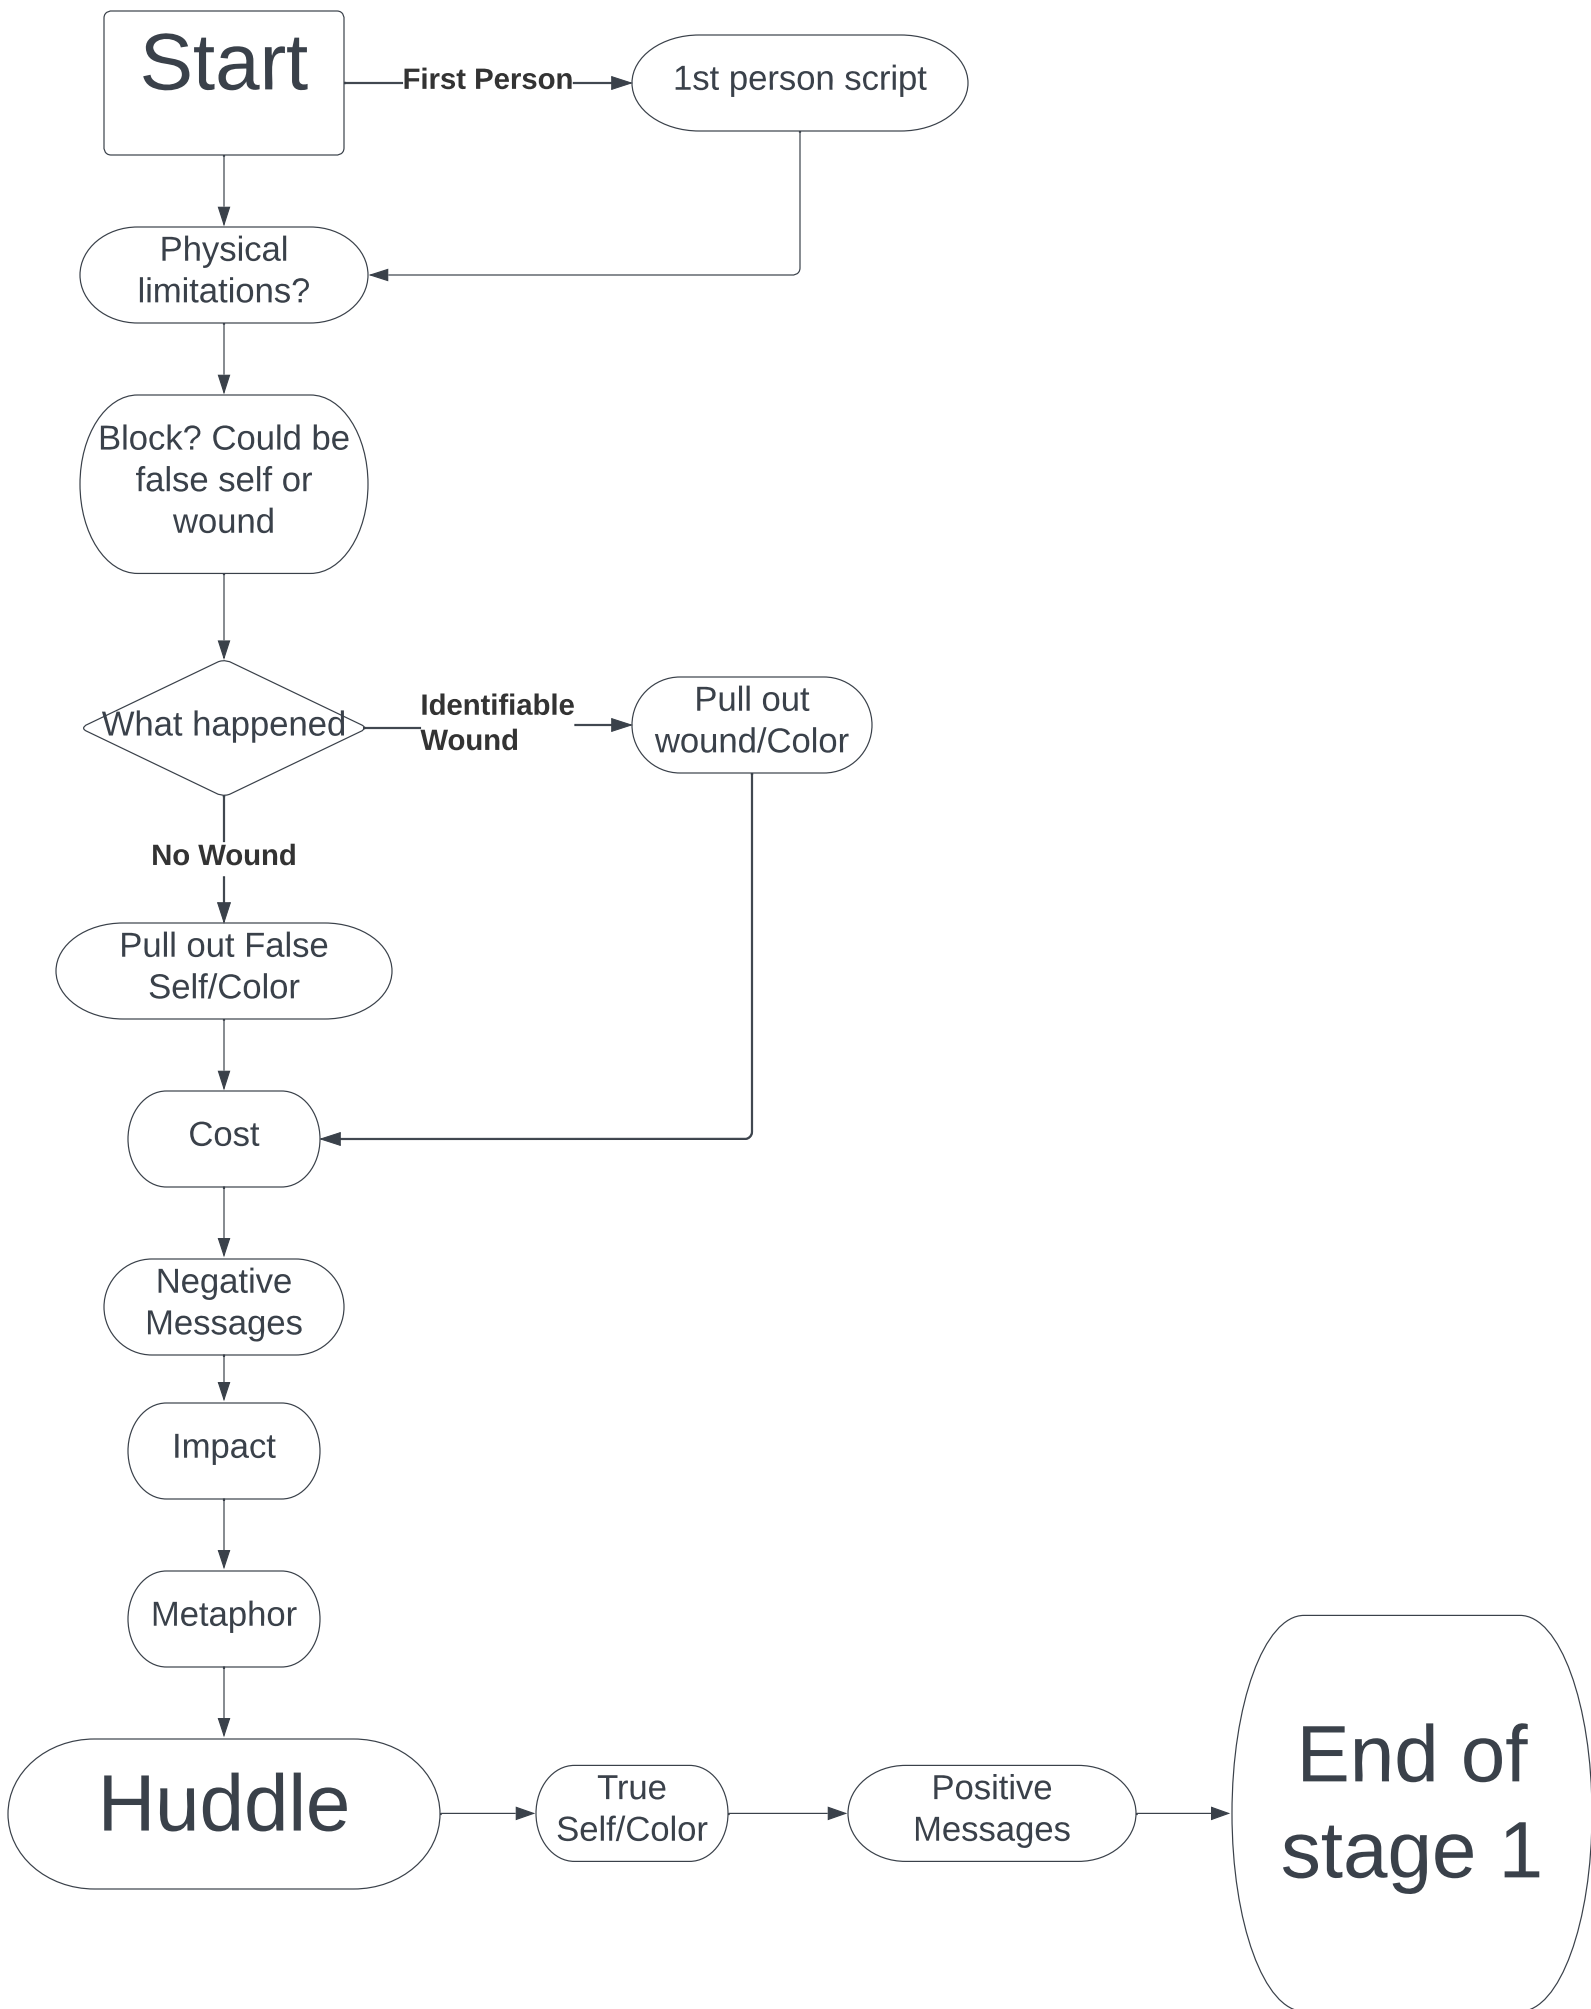 Start
First Person
1st person script
Physical
limitations?
Block? Could be
false self or
wound
What happened
Identifiable
Wound
Pull out
wound/Color
No Wound
Pull out False
Self/Color
Cost
Negative
Messages
Impact
Metaphor
Huddle
True
Self/Color
Positive
Messages
End of
stage 1